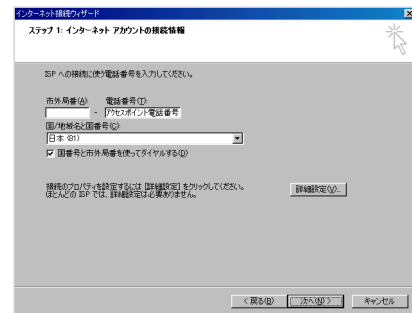 インターネット接続ウィザード
ステップ 1: インターネット アカウントの接続情報
ISP への接続に使う電話番号を入力してください。
市外局番(A) 電話番号(T)
- アクセスポイント電話番号
国/地域名と国番号(C)
日本 (81)
国番号と市外局番を使ってダイヤルする(D)
接続のプロパティを設定するには [詳細設定] をクリックしてください。
ほとんどの ISP では、詳細設定は必要ありません。
詳細設定(V)...
< 戻る(B)
次へ(N) >
キャンセル